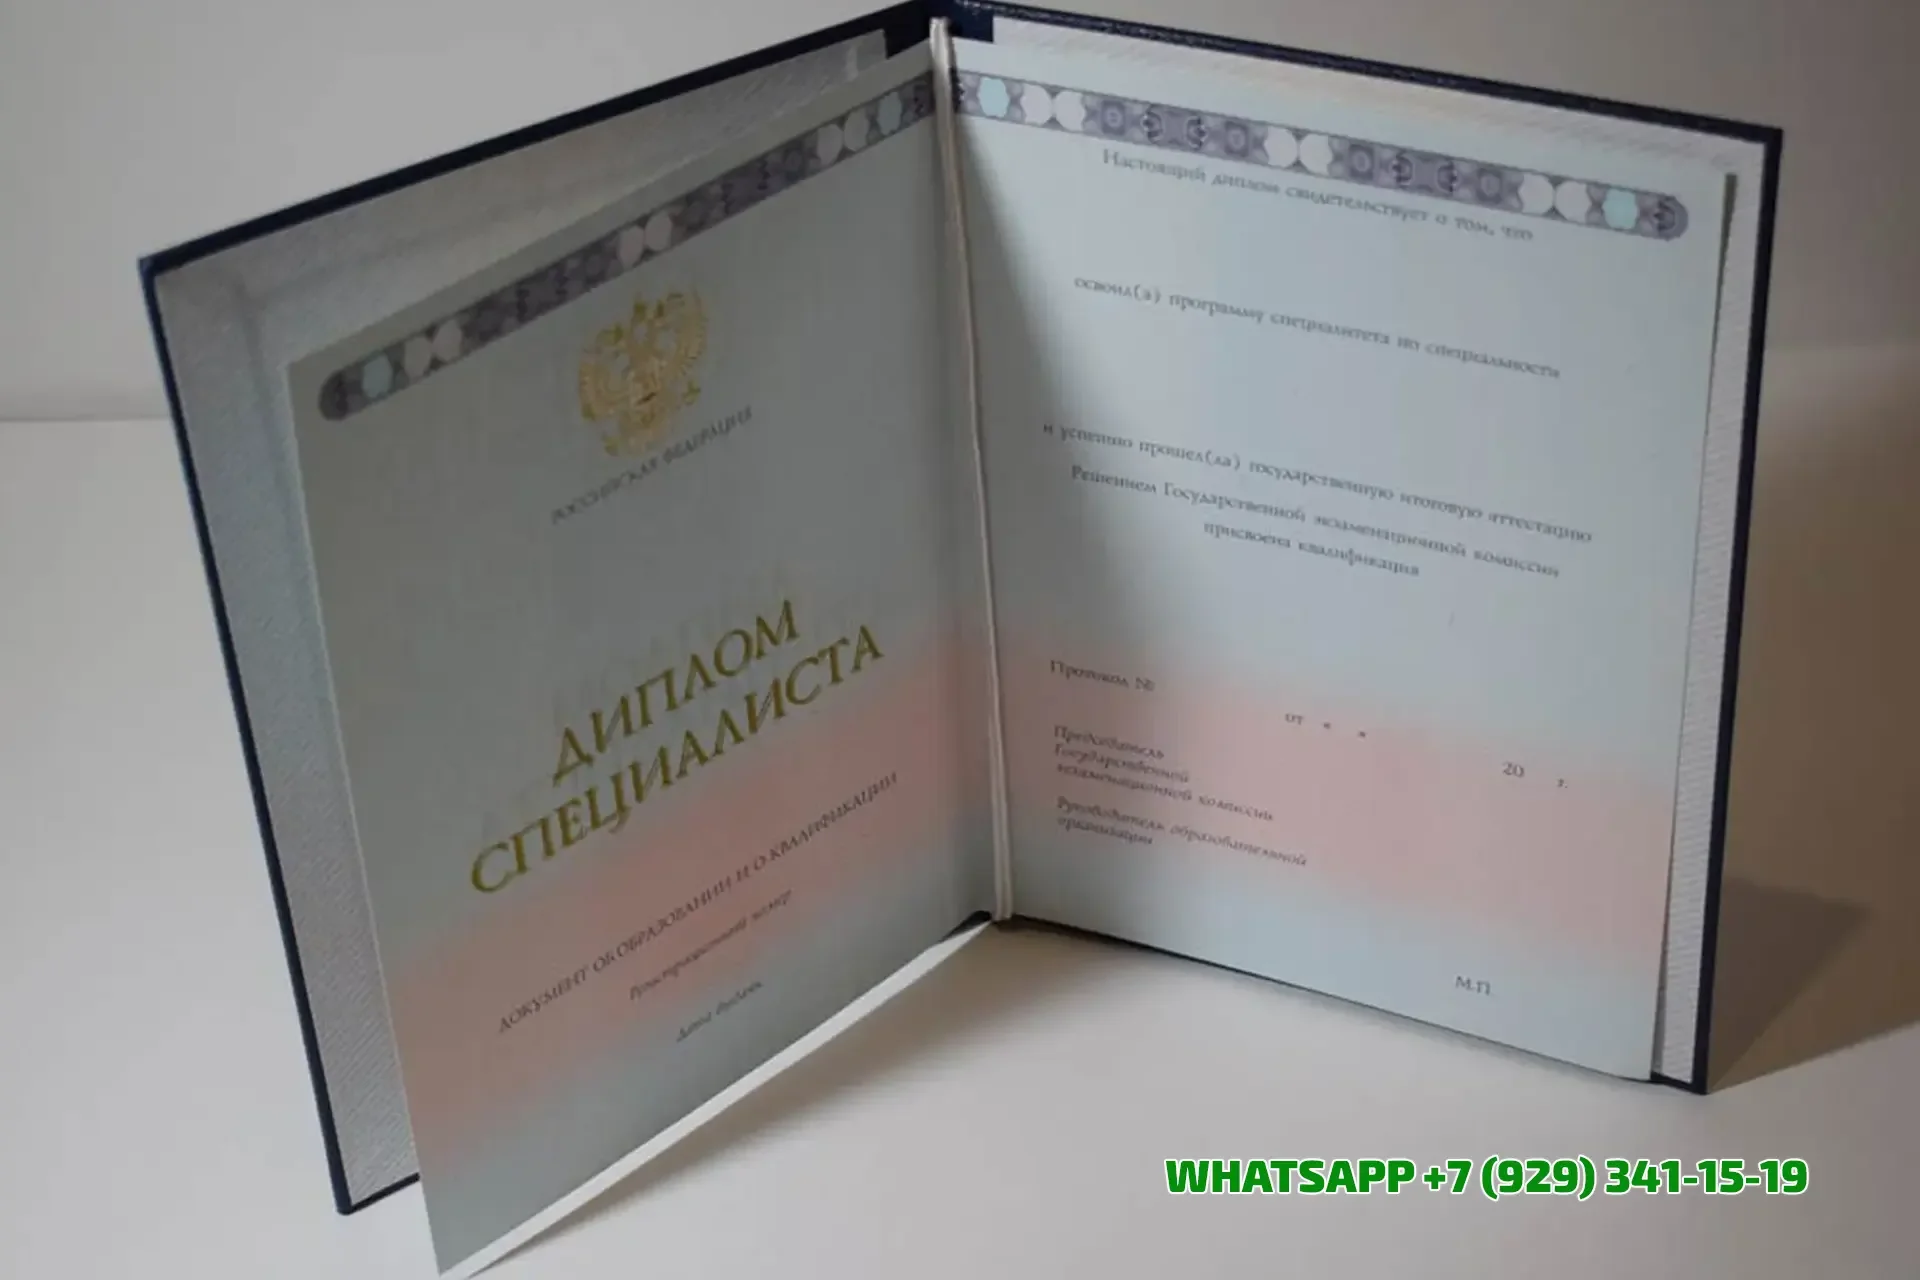 РОССИЙСКАЯ ФЕДЕРАЦИЯ
ДИПЛОМ
СПЕЦИАЛИСТА
ДОКУМЕНТ ОБ ОБРАЗОВАНИИ И О КВАЛИФИКАЦИИ
Регистрационный номер
Дата выдачи
Настоящий диплом свидетельствует о том, что
освоил(а) программу специалитета по специальности
и успешно прошел(ла) государственную итоговую аттестацию
Решением Государственной экзаменационной комиссии
присвоена квалификация
Протокол №
от « »
20 г.
Председатель
Государственной
экзаменационной комиссии
Руководитель образовательной
организации
М.П.
WHATSAPP +7 (929) 341-15-19